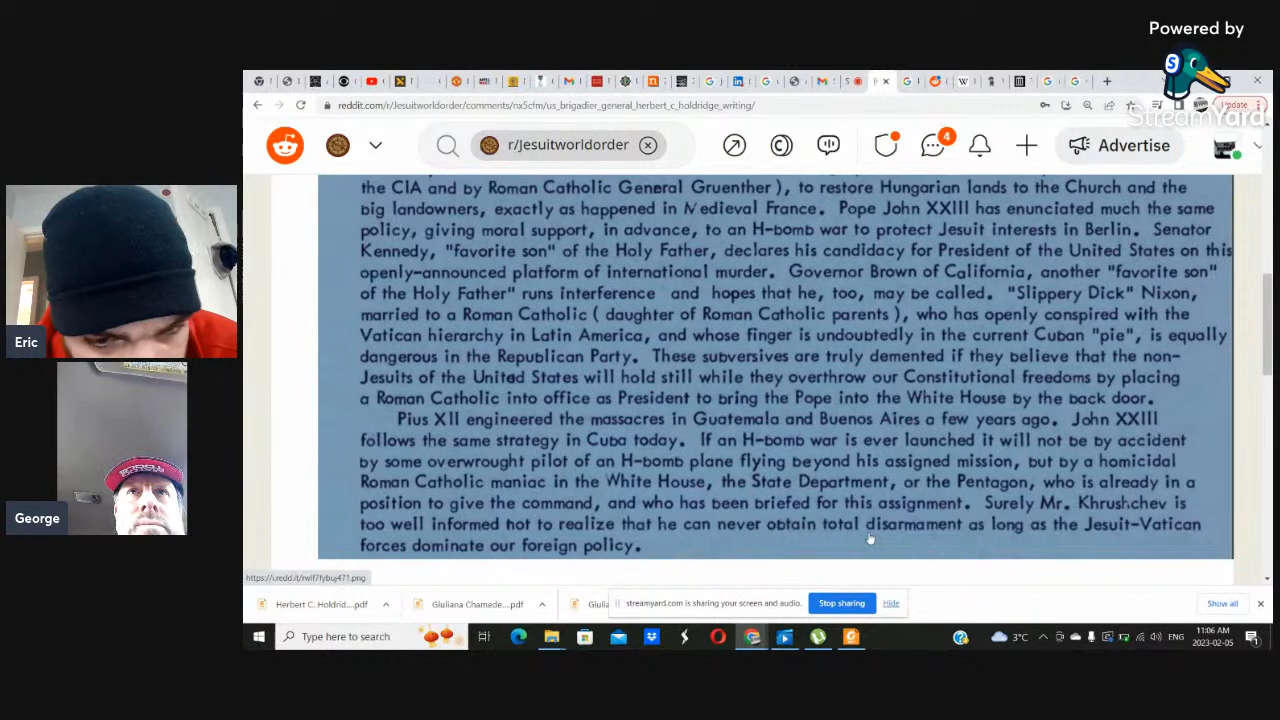 Powered by
StreamYard
reddit.com/r/Jesuitworldorder/comments/nx5cfm/us_brigadier_general_herbert_c_holdridge_writing/
Update
r/Jesuitworldorder
4
Advertise
the CIA and by Roman Catholic General Gruenther), to restore Hungarian lands to the Church and the
big landowners, exactly as happened in Medieval France. Pope John XXIII has enunciated much the same
policy, giving moral support, in advance, to an H-bomb war to protect Jesuit interests in Berlin. Senator
Kennedy, "favorite son" of the Holy Father, declares his candidacy for President of the United States on this
openly-announced platform of international murder. Governor Brown of California, another "favorite son"
of the Holy Father" runs interference and hopes that he, too, may be called. "Slippery Dick" Nixon,
married to a Roman Catholic ( daughter of Roman Catholic parents ), who has openly conspired with the
Vatican hierarchy in Latin America, and whose finger is undoubtedly in the current Cuban "pie", is equally
dangerous in the Republican Party. These subversives are truly demented if they believe that the non-
Jesuits of the United States will hold still while they overthrow our Constitutional freedoms by placing
a Roman Catholic into office as President to bring the Pope into the White House by the back door.
Pius XII engineered the massacres in Guatemala and Buenos Aires a few years ago. John XXIII
follows the same strategy in Cuba today. If an H-bomb war is ever launched it will not be by accident
by some overwrought pilot of an H-bomb plane flying beyond his assigned mission, but by a homicidal
Roman Catholic maniac in the White House, the State Department, or the Pentagon, who is already in a
position to give the command, and who has been briefed for this assignment. Surely Mr. Khrushchev is
too well informed not to realize that he can never obtain total disarmament as long as the Jesuit-Vatican
forces dominate our foreign policy.
Eric
George
https://i.redd.it/rwlf7fybuj471.png
Herbert C. Holdrid....pdf
Giuliana Chamede....pdf
Giulia
streamyard.com is sharing your screen and audio.
Stop sharing
Hide
Show all
Type here to search
3°C
ENG
11:06 AM
2023-02-05